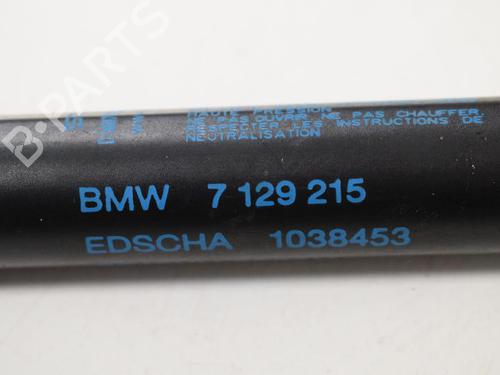 HAUTE PRESSION
NE PAS OUVRIR, NE PAS CHAUFFER
RESPECTER LES INSTRUCTIONS DE
NEUTRALISATION
BMW 7 129 215
EDSCHA 1038453
B-PARTS